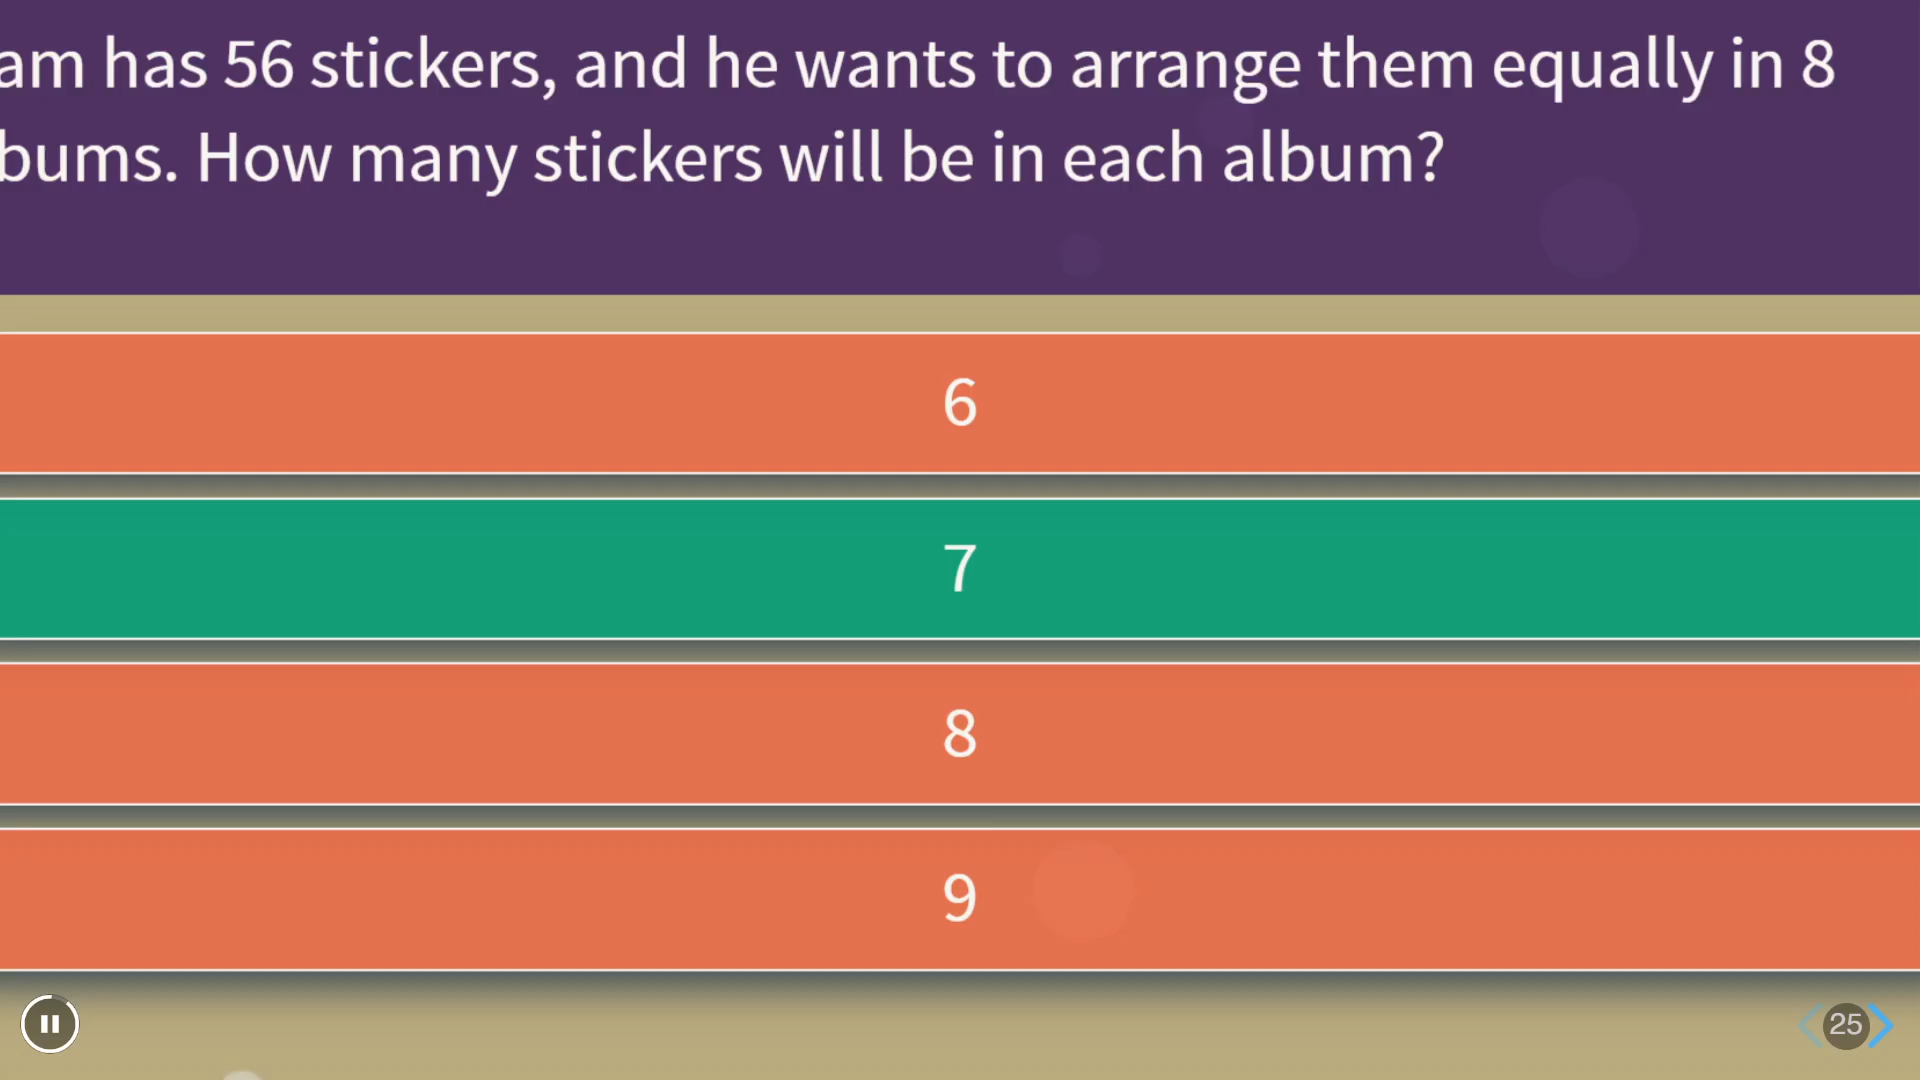 am has 56 stickers, and he wants to arrange them equally in 8
bums. How many stickers will be in each album?
6
7
8
9
25